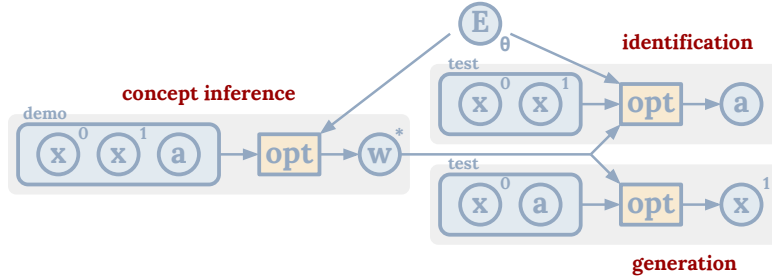 E θ
identification
test
x 0 x 1 opt a
concept inference
demo
x 0 x 1 a opt w *
test
x 0 a opt x 1
generation